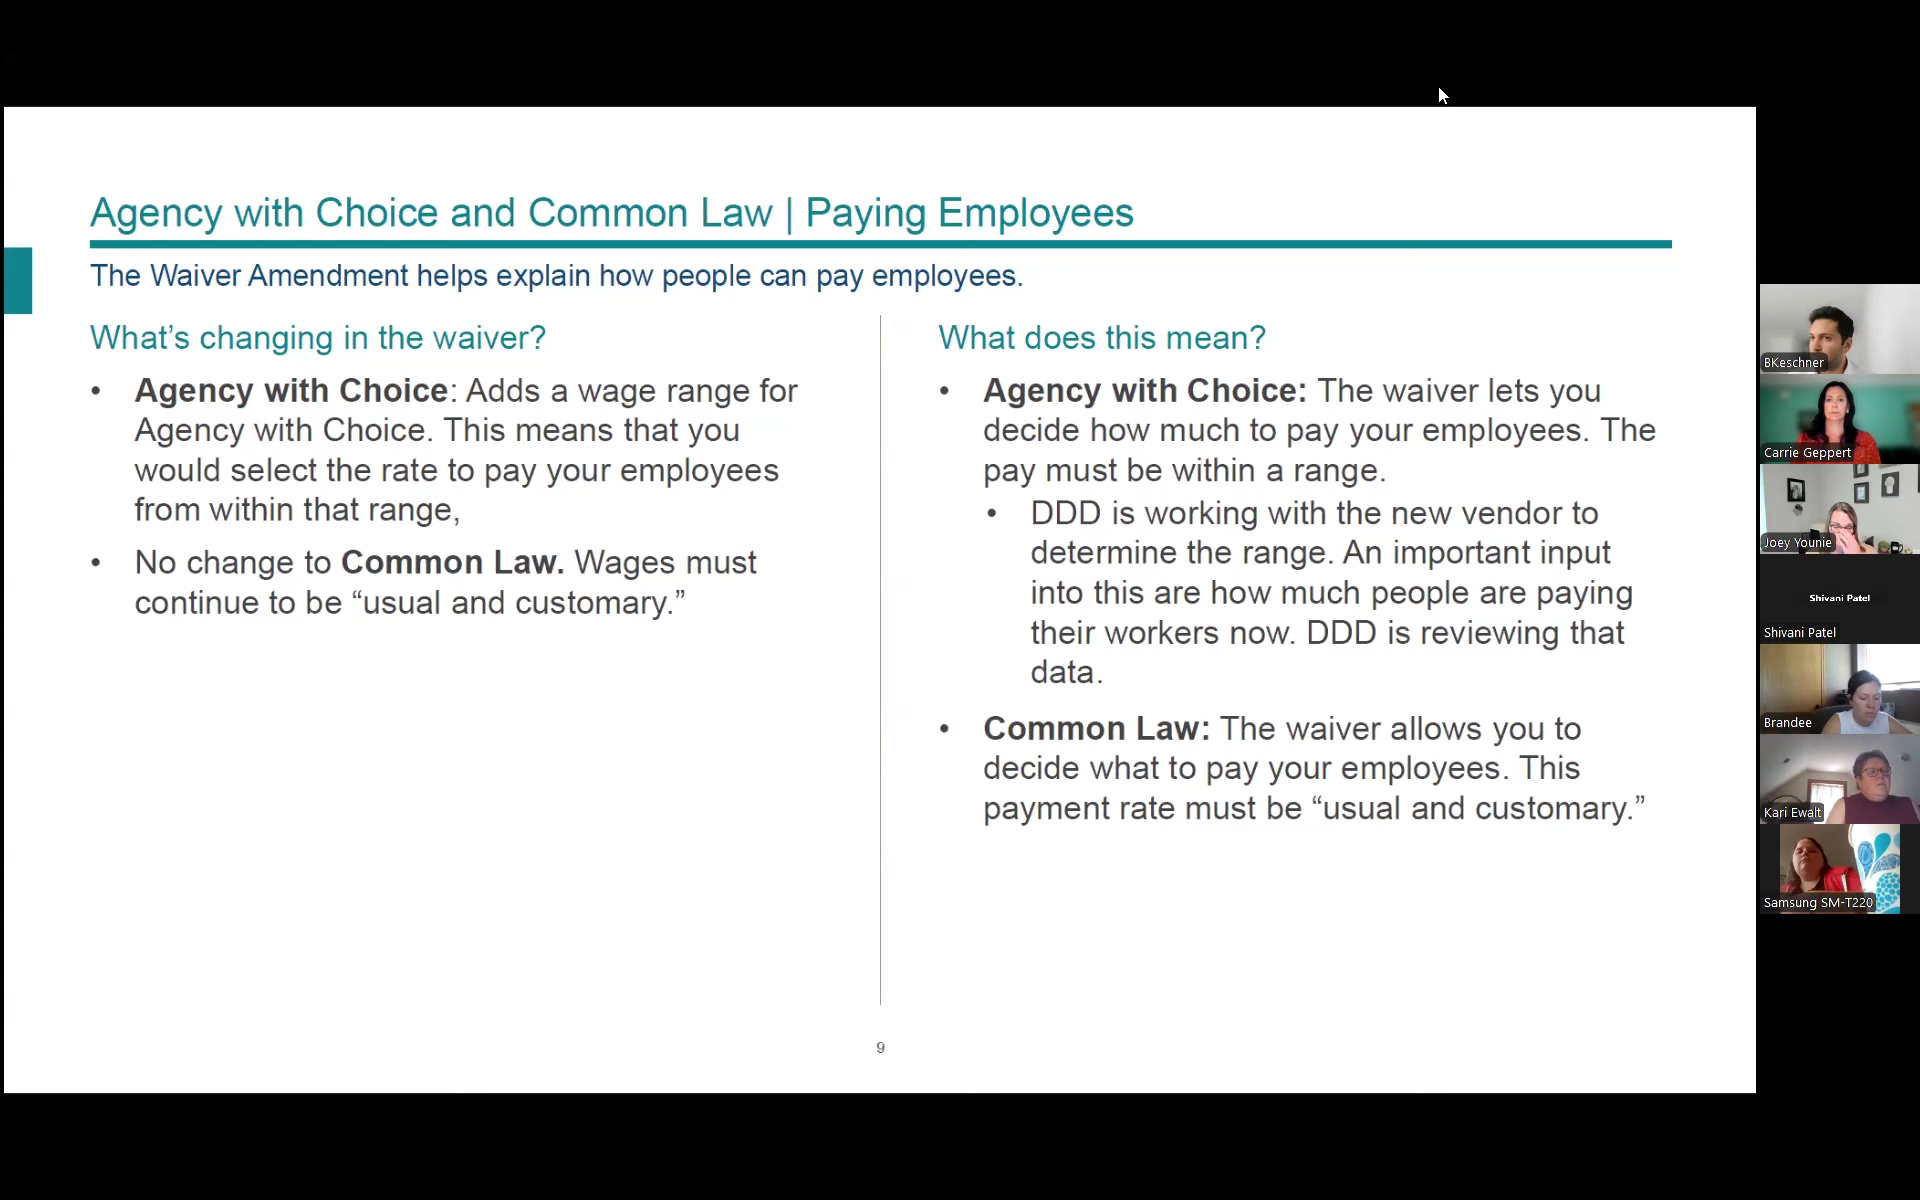 Agency with Choice and Common Law | Paying Employees
The Waiver Amendment helps explain how people can pay employees.
What’s changing in the waiver?
• Agency with Choice: Adds a wage range for
Agency with Choice. This means that you
would select the rate to pay your employees
from within that range,
• No change to Common Law. Wages must
continue to be “usual and customary.”
What does this mean?
• Agency with Choice: The waiver lets you
decide how much to pay your employees. The
pay must be within a range.
• DDD is working with the new vendor to
determine the range. An important input
into this are how much people are paying
their workers now. DDD is reviewing that
data.
• Common Law: The waiver allows you to
decide what to pay your employees. This
payment rate must be “usual and customary.”
9
BKeschner
Carrie Geppert
Joey Younie
Shivani Patel
Shivani Patel
Brandee
Kari Ewalt
Samsung SM-T220